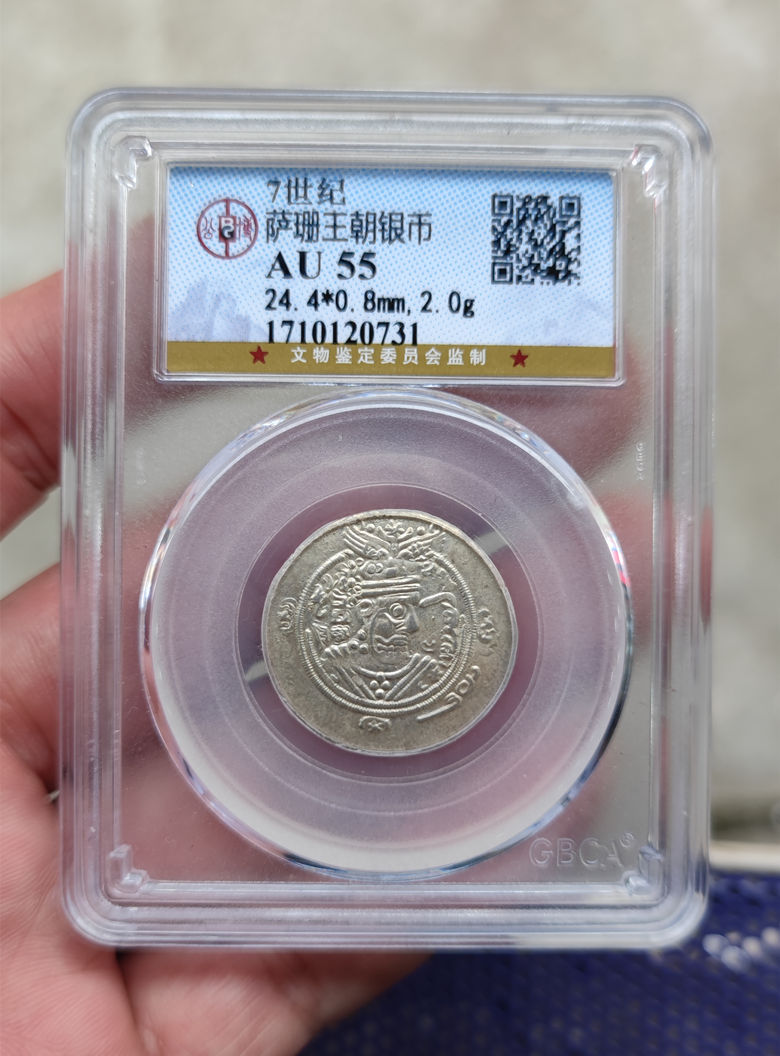 7世纪
萨珊王朝银币
AU 55
24.4*0.8mm,2.0g
1710120731
文物鉴定委员会监制
GBCA®